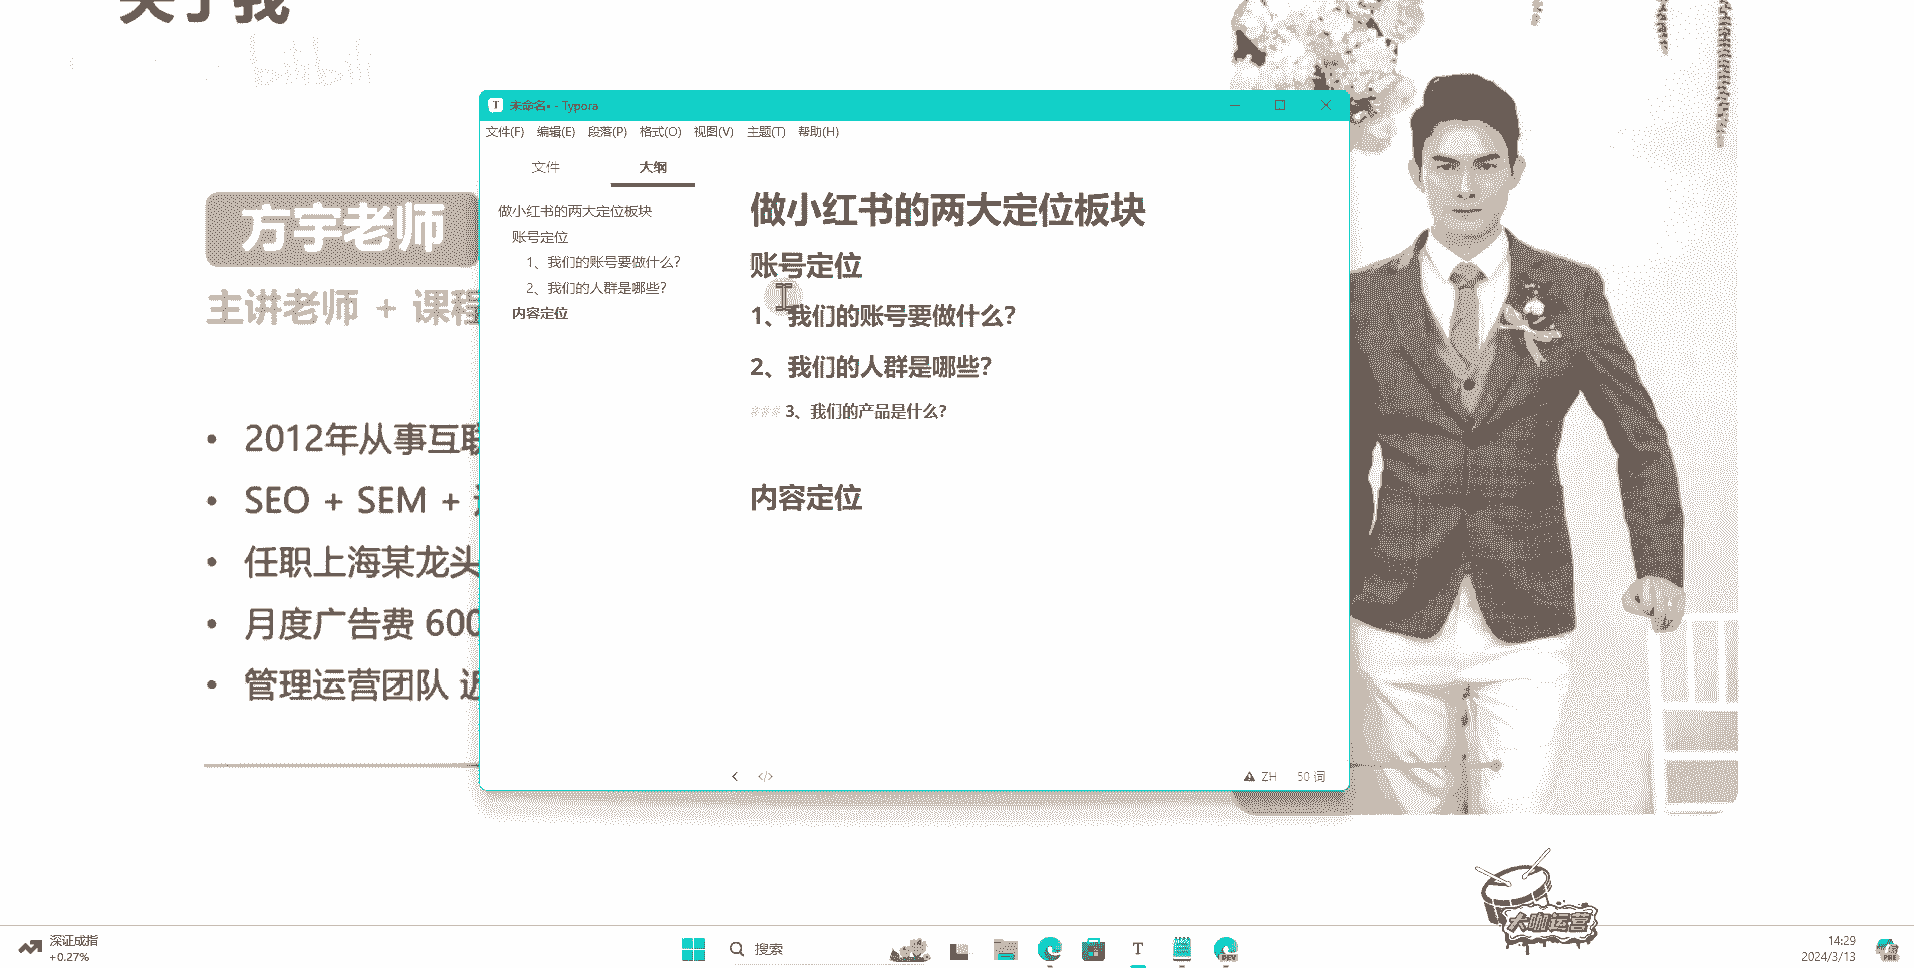 关于我
bilibili
方宇老师
主讲老师 + 课程
2012年从事互联
SEO + SEM +
任职上海某龙头
月度广告费 600
管理运营团队 近
未命名• - Typora
文件(F) 编辑(E) 段落(P) 格式(O) 视图(V) 主题(T) 帮助(H)
文件 大纲
做小红书的两大定位板块
账号定位
1、我们的账号要做什么？
2、我们的人群是哪些？
内容定位
做小红书的两大定位板块
账号定位
1、我们的账号要做什么？
2、我们的人群是哪些？
### 3、我们的产品是什么？
内容定位
</> ZH 50 词
大咖运营
深证成指
+0.27%
搜索
T
DEV
14:29
2024/3/13
PRE